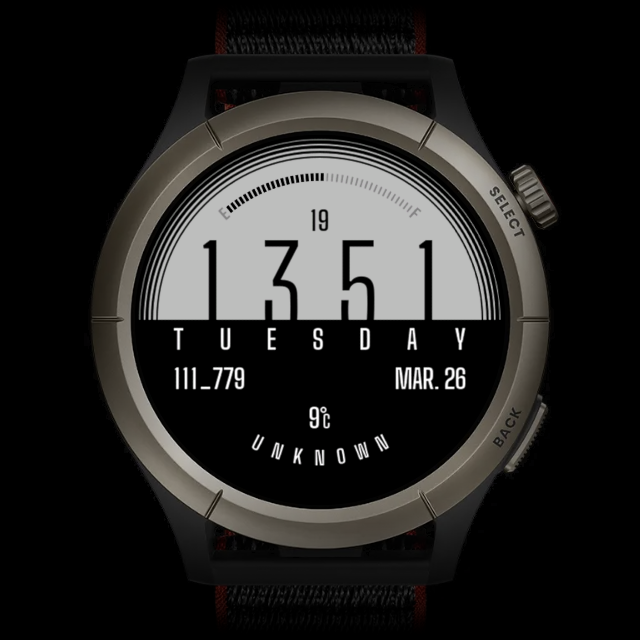 E F
19
1351
TUESDAY
111_779 MAR. 26
9°C
UNKNOWN
SELECT
BACK